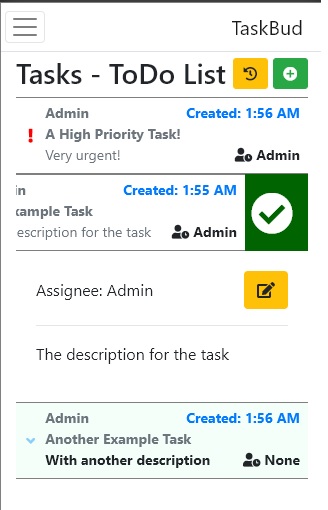 TaskBud
Tasks - ToDo List
Admin Created: 1:56 AM
A High Priority Task!
Very urgent! Admin
in Created: 1:55 AM
xample Task
escription for the task Admin
Assignee: Admin
The description for the task
Admin Created: 1:56 AM
Another Example Task
With another description None